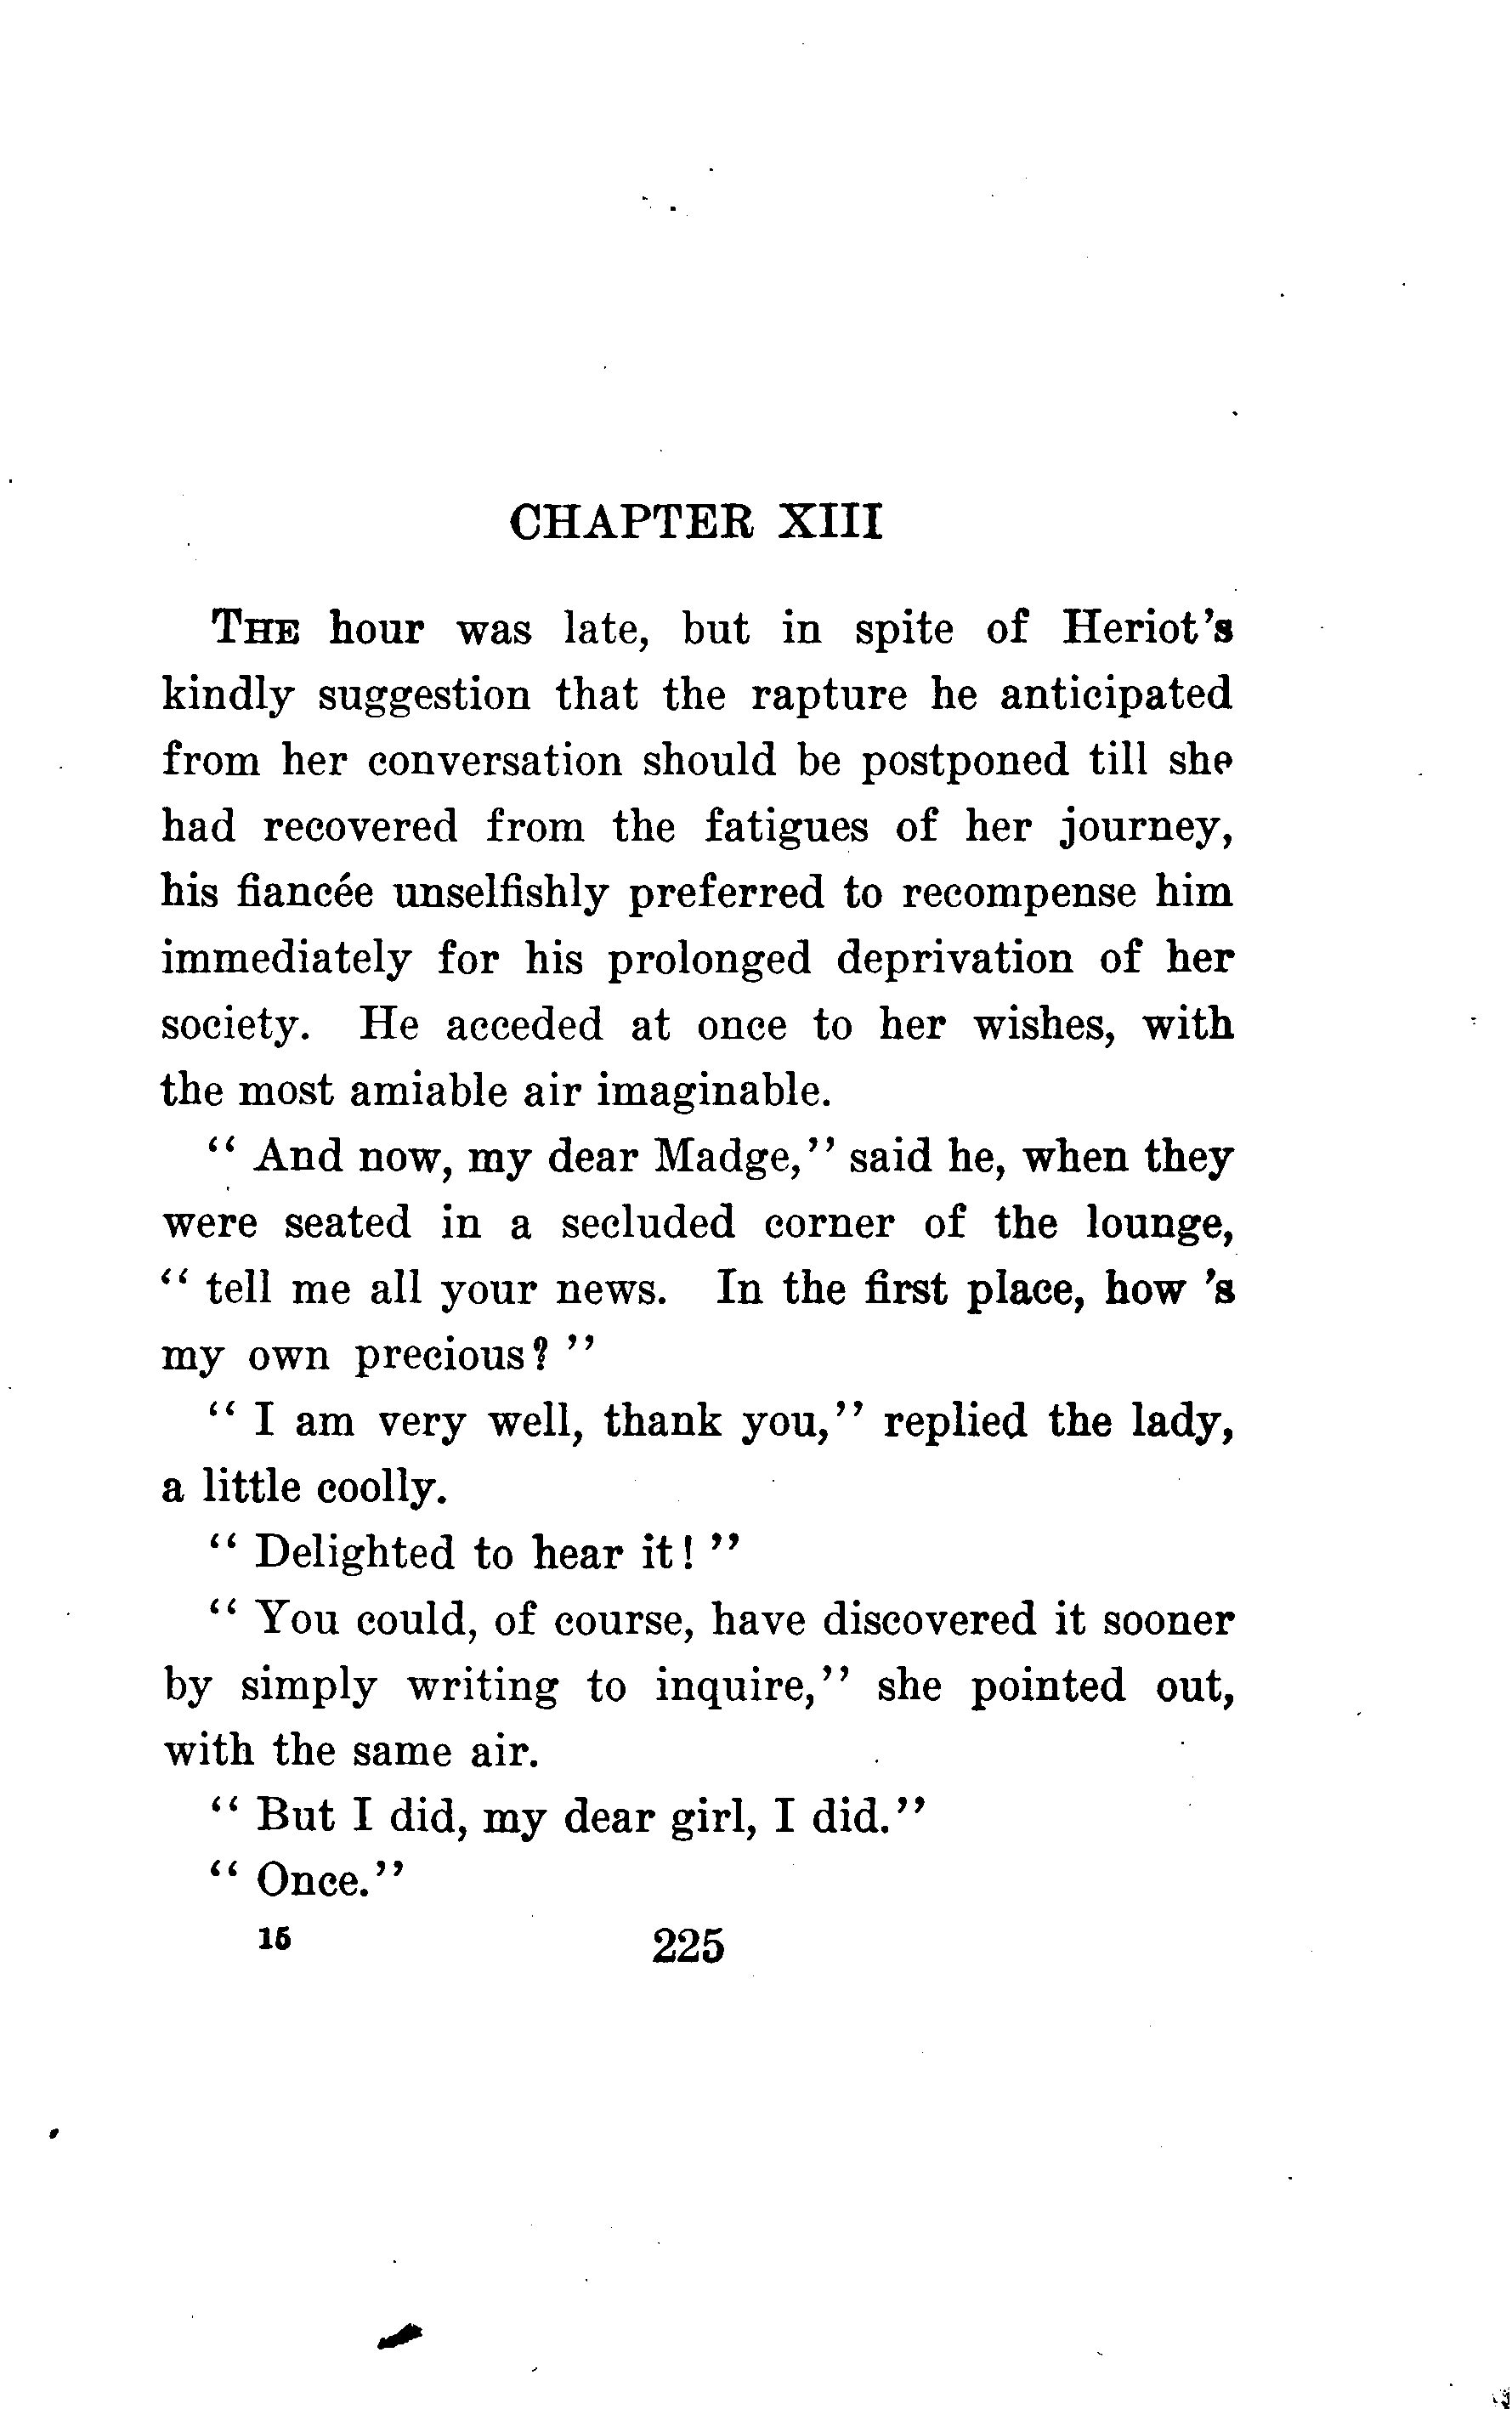 CHAPTER XIII
THE hour was late, but in spite of Heriot's
kindly suggestion that the rapture he anticipated
from her conversation should be postponed till she
had recovered from the fatigues of her journey,
his fiancée unselfishly preferred to recompense him
immediately for his prolonged deprivation of her
society. He acceded at once to her wishes, with
the most amiable air imaginable.
“ And now, my dear Madge,” said he, when they
were seated in a secluded corner of the lounge,
“ tell me all your news. In the first place, how 's
my own precious? ”
“ I am very well, thank you,” replied the lady,
a little coolly.
“ Delighted to hear it! ”
“ You could, of course, have discovered it sooner
by simply writing to inquire,” she pointed out,
with the same air.
“ But I did, my dear girl, I did.”
“ Once.”
15 225